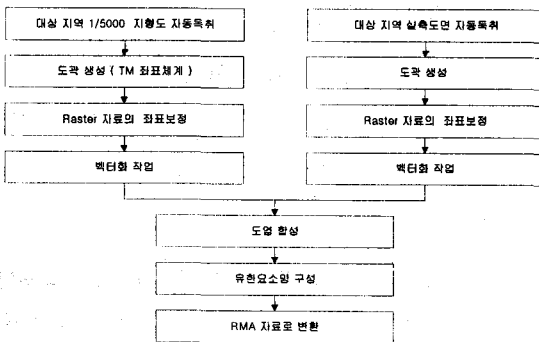 대상 지역 1/5000 지형도 자동독취
도곽 생성 ( TM 좌표체계 )
Raster 자료의 좌표보정
벡터화 작업
대상 지역 실측도면 자동독취
도곽 생성
Raster 자료의 좌표보정
벡터화 작업
도엽 합성
유한요소망 구성
RMA 자료로 변환